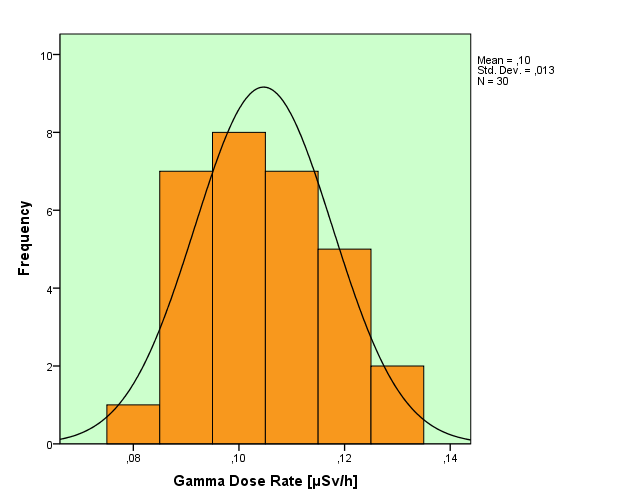 Mean = ,10
Std. Dev. = ,013
N = 30
10
8
6
4
2
0
Frequency
,08
,10
,12
,14
Gamma Dose Rate [µSv/h]